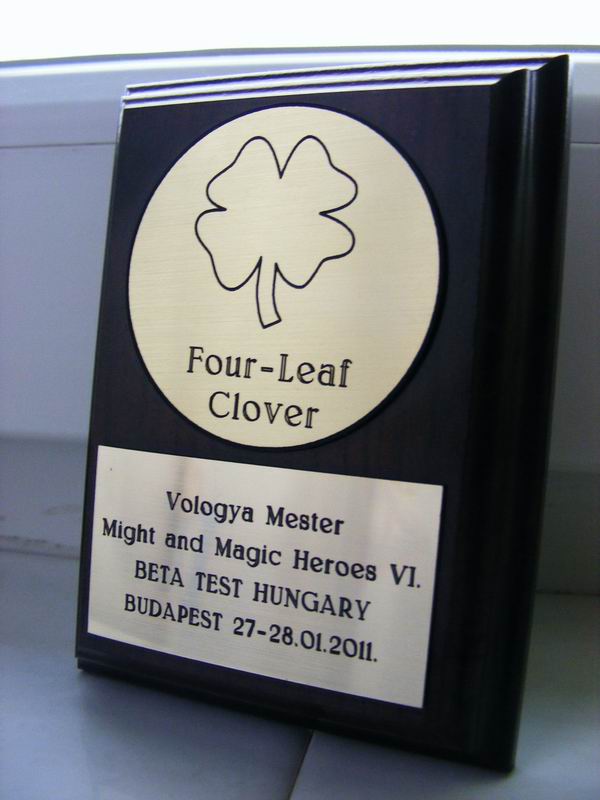 Four-Leaf
Clover
Vologya Mester
Might and Magic Heroes VI.
BETA TEST HUNGARY
BUDAPEST 27-28.01.2011.